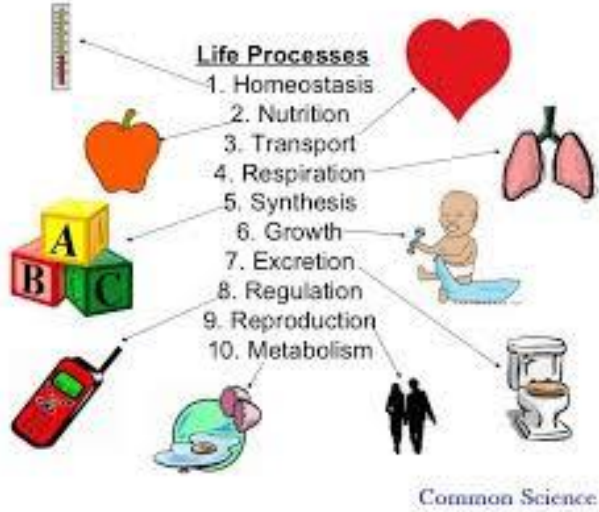 Life Processes
1. Homeostasis
2. Nutrition
3. Transport
4. Respiration
5. Synthesis
6. Growth
7. Excretion
8. Regulation
9. Reproduction
10. Metabolism
A
B C
Common Science